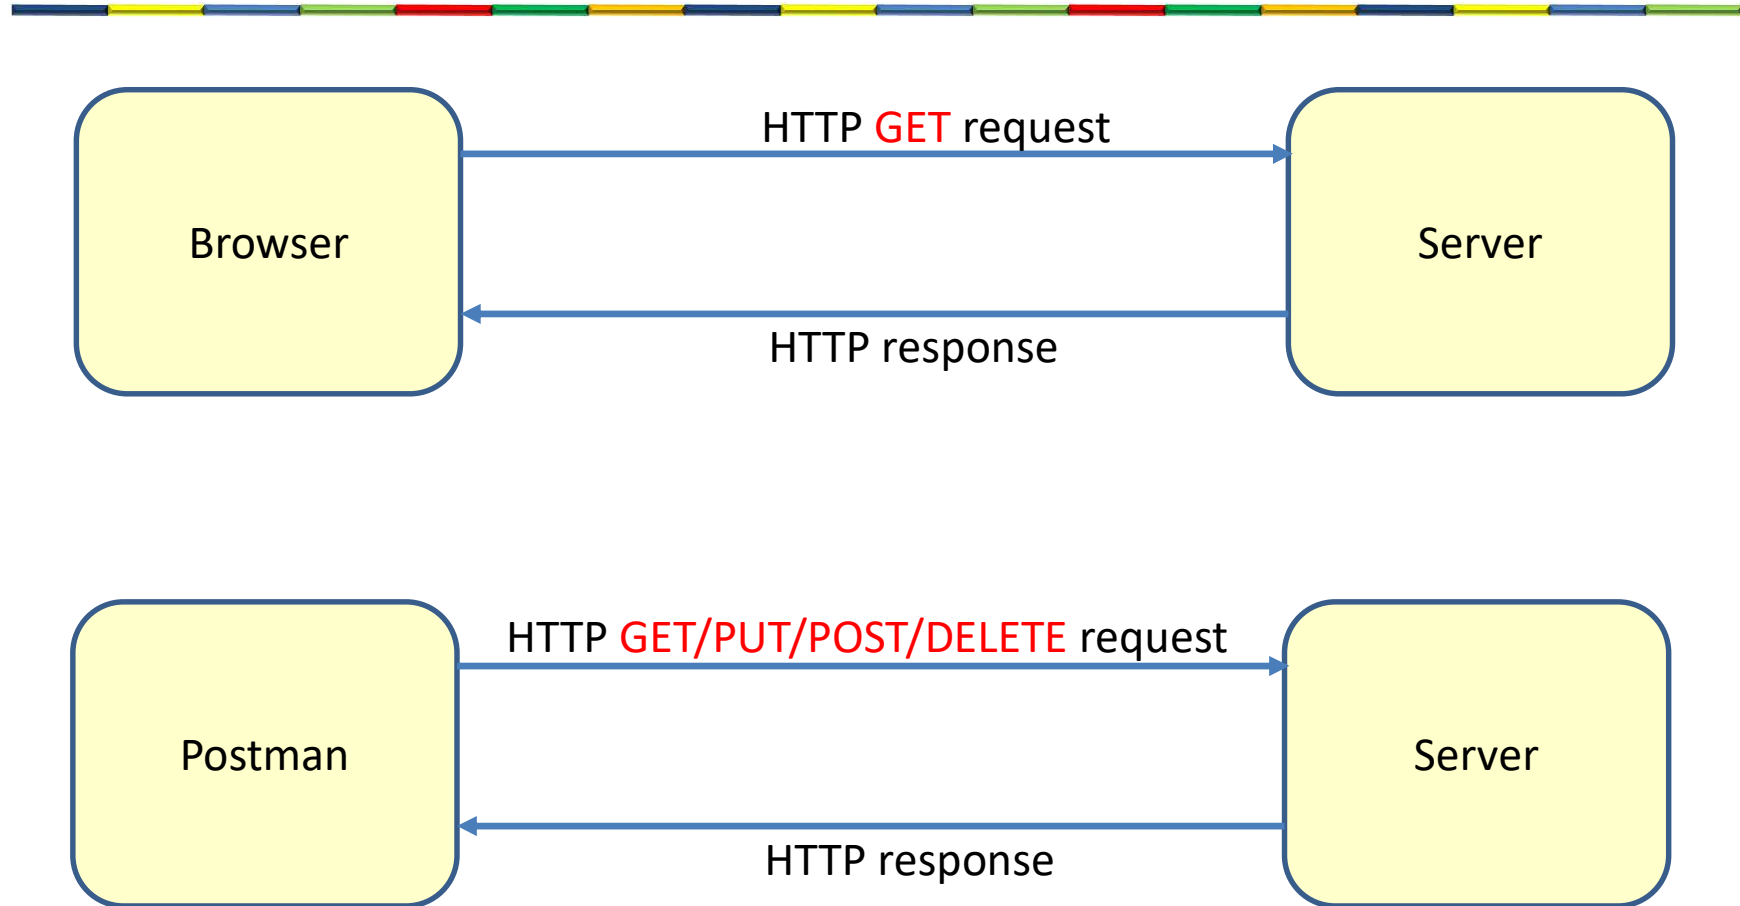 HTTP GET request
Browser
Server
HTTP response
HTTP GET/PUT/POST/DELETE request
Postman
Server
HTTP response